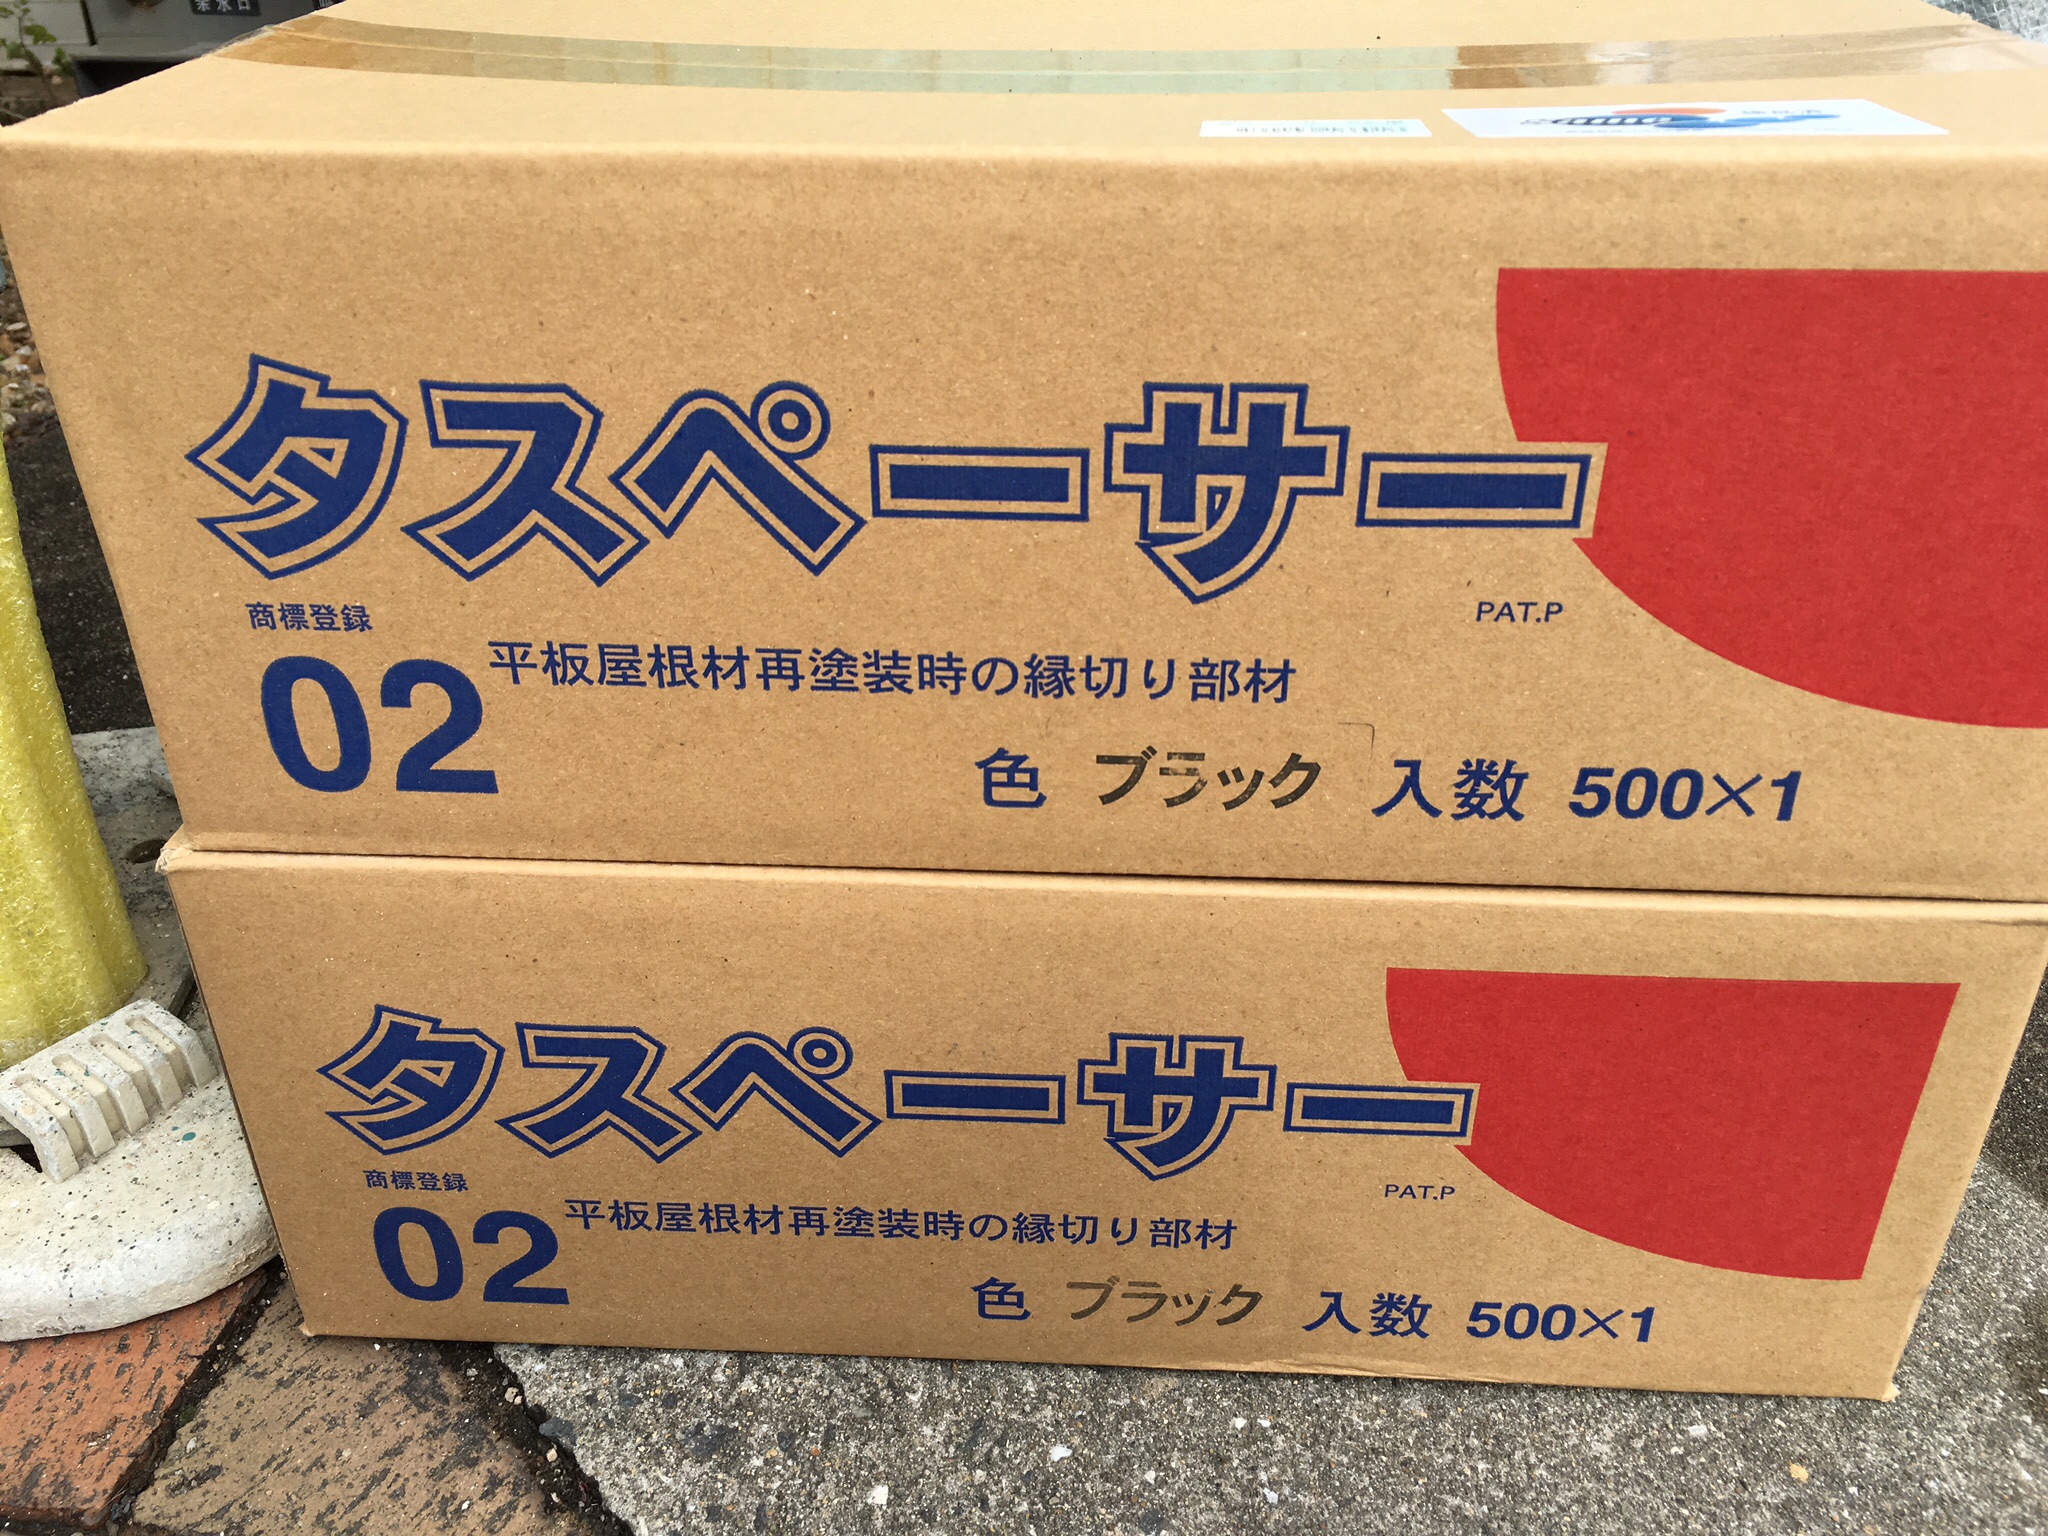 タスペーサー
商標登録
PAT.P
02 平板屋根材再塗装時の縁切り部材
色 ブラック 入数 500×1
タスペーサー
商標登録
PAT.P
02 平板屋根材再塗装時の縁切り部材
色 ブラック 入数 500×1